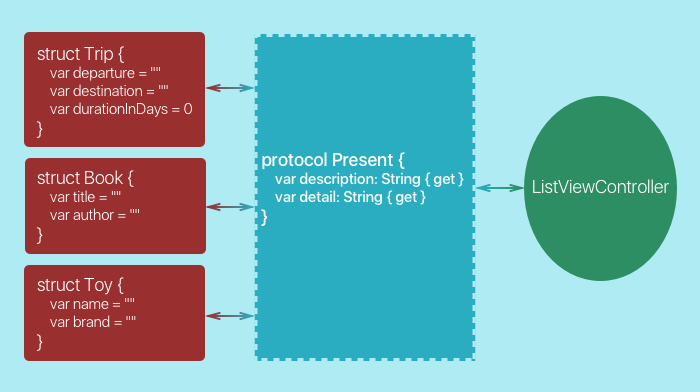 struct Trip {
var departure = ""
var destination = ""
var durationInDays = 0
}
struct Book {
var title = ""
var author = ""
}
struct Toy {
var name = ""
var brand = ""
}
protocol Present {
var description: String { get }
var detail: String { get }
}
ListViewController